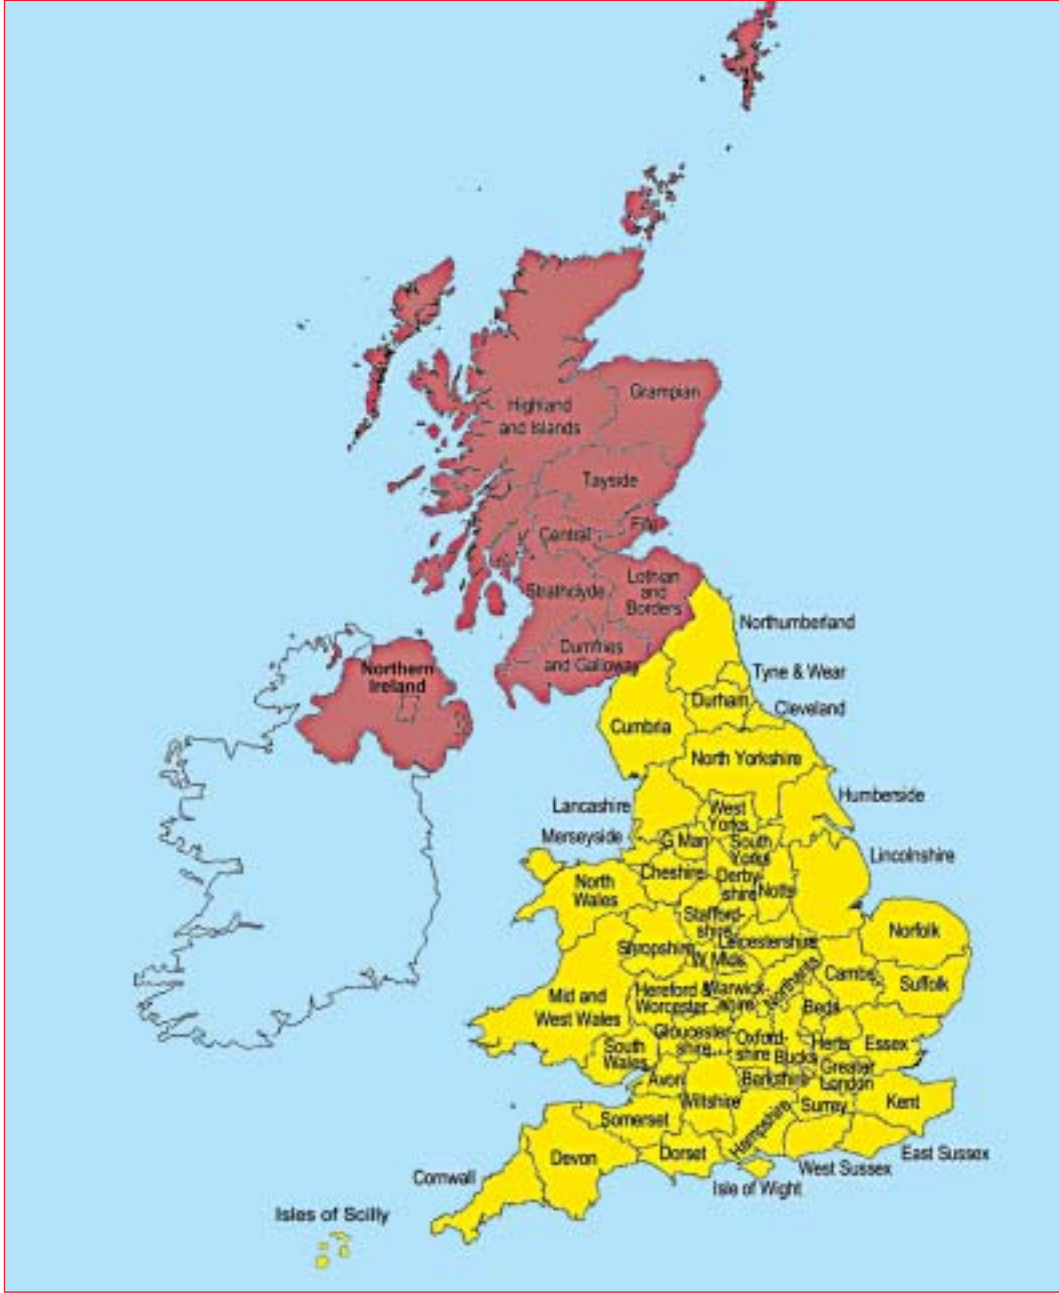 Grampian
Highland
and Islands
Tayside
Fife
Central
Lothian
and
Borders
Strathclyde
Dumfries
and Galloway
Northumberland
Northern
Ireland
Tyne & Wear
Durham
Cleveland
Cumbria
North Yorkshire
Humberside
Lancashire
West
Yorks
Merseyside
G Man
South
Yorks
Lincolnshire
Cheshire
Derby-
shire
Notts
North
Wales
Stafford-
shire
Norfolk
Shropshire
Leicestershire
W Mids
Cambs
Suffolk
Northants
Hereford &
Worcester
Warwick-
shire
Mid and
West Wales
Beds
Gloucester-
shire
Oxford-
shire
Herts
Essex
South
Wales
Bucks
Greater
London
Avon
Barkshire
Wiltshire
Surrey
Kent
Somerset
Hampshire
Devon
Dorset
East Sussex
West Sussex
Cornwall
Isle of Wight
Isles of Scilly